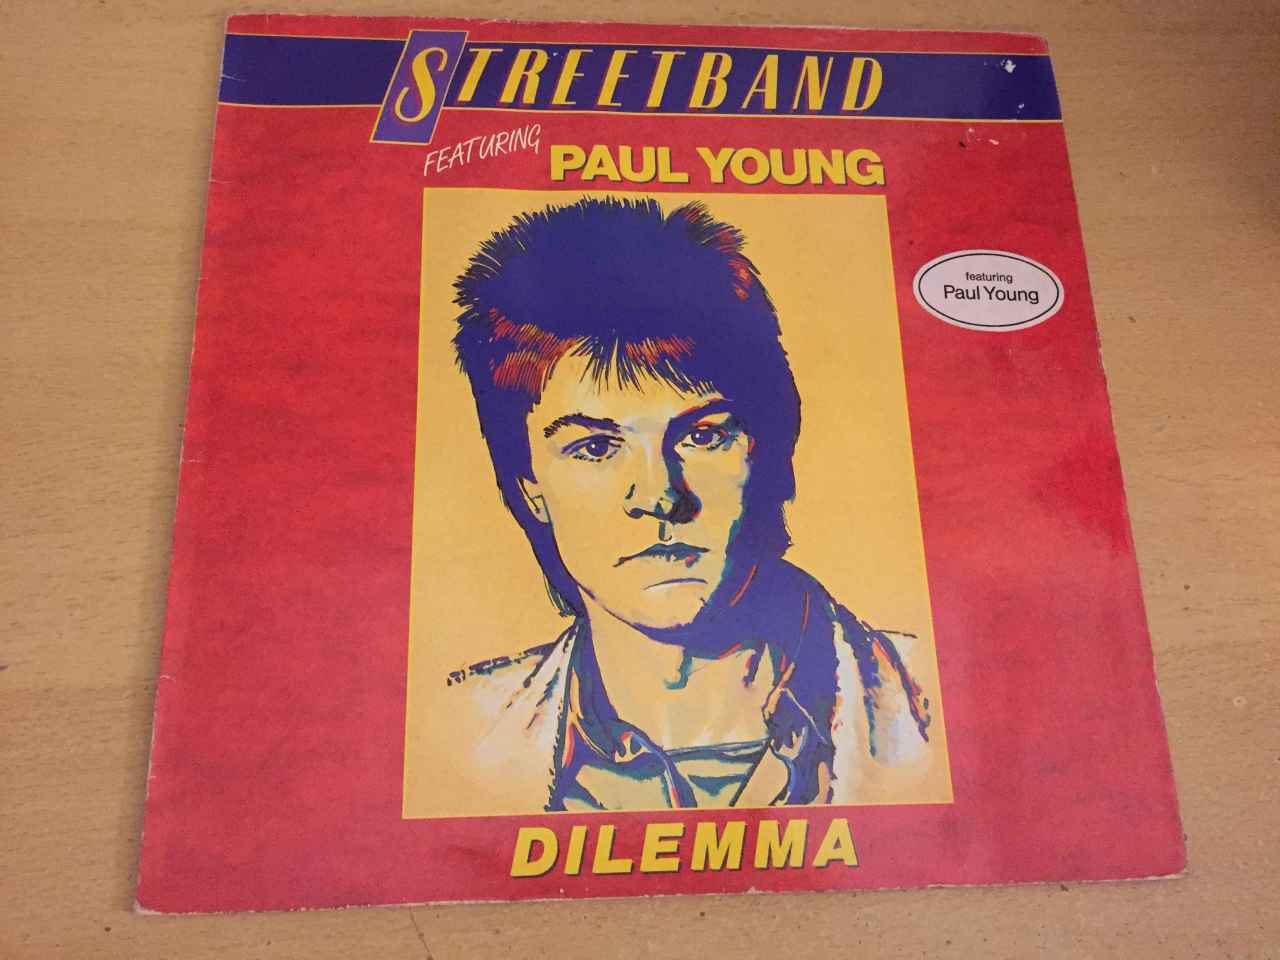 STREETBAND
FEATURING PAUL YOUNG
featuring
Paul Young
DILEMMA